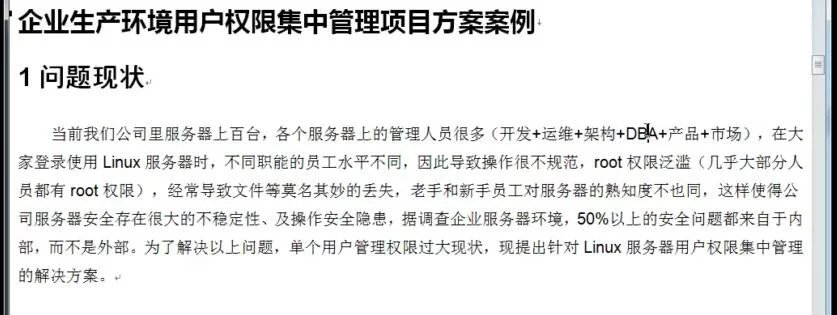 企业生产环境用户权限集中管理项目方案案例
1 问题现状
当前我们公司里服务器上百台，各个服务器上的管理人员很多（开发+运维+架构+DBA+产品+市场），在大
家登录使用 Linux 服务器时，不同职能的员工水平不同，因此导致操作很不规范，root 权限泛滥（几乎大部分人
员都有 root 权限），经常导致文件等莫名其妙的丢失，老手和新手员工对服务器的熟知度不也同，这样使得公
司服务器安全存在很大的不稳定性、及操作安全隐患，据调查企业服务器环境，50%以上的安全问题都来自于内
部，而不是外部。为了解决以上问题，单个用户管理权限过大现状，现提出针对 Linux 服务器用户权限集中管理
的解决方案。